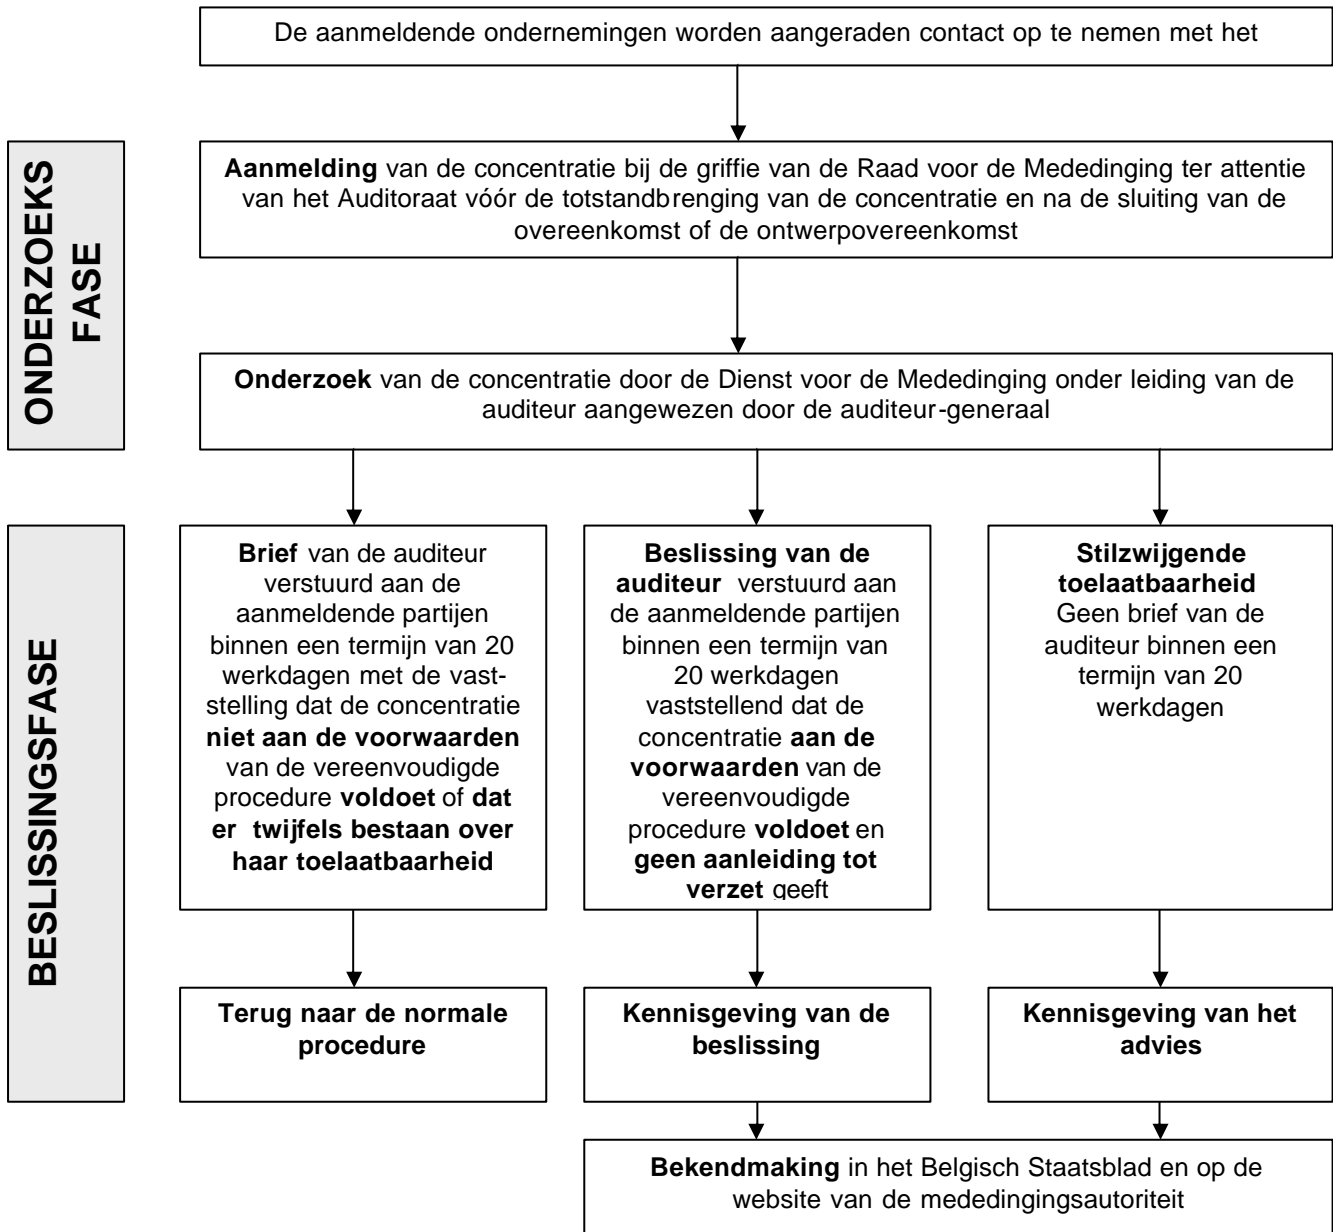 De aanmeldende ondernemingen worden aangeraden contact op te nemen met het
ONDERZOEKS
FASE
Aanmelding van de concentratie bij de griffie van de Raad voor de Mededinging ter attentie
van het Auditoraat vóór de totstandbrenging van de concentratie en na de sluiting van de
overeenkomst of de ontwerpovereenkomst
Onderzoek van de concentratie door de Dienst voor de Mededinging onder leiding van de
auditeur aangewezen door de auditeur-generaal
BESLISSINGSFASE
Brief van de auditeur
verstuurd aan de
aanmeldende partijen
binnen een termijn van 20
werkdagen met de vast-
stelling dat de concentratie
niet aan de voorwaarden
van de vereenvoudigde
procedure voldoet of dat
er twijfels bestaan over
haar toelaatbaarheid
Beslissing van de
auditeur verstuurd aan
de aanmeldende partijen
binnen een termijn van
20 werkdagen
vaststellend dat de
concentratie aan de
voorwaarden van de
vereenvoudigde
procedure voldoet en
geen aanleiding tot
verzet geeft
Stilzwijgende
toelaatbaarheid
Geen brief van de
auditeur binnen een
termijn van 20
werkdagen
Terug naar de normale
procedure
Kennisgeving van de
beslissing
Kennisgeving van het
advies
Bekendmaking in het Belgisch Staatsblad en op de
website van de mededingingsautoriteit